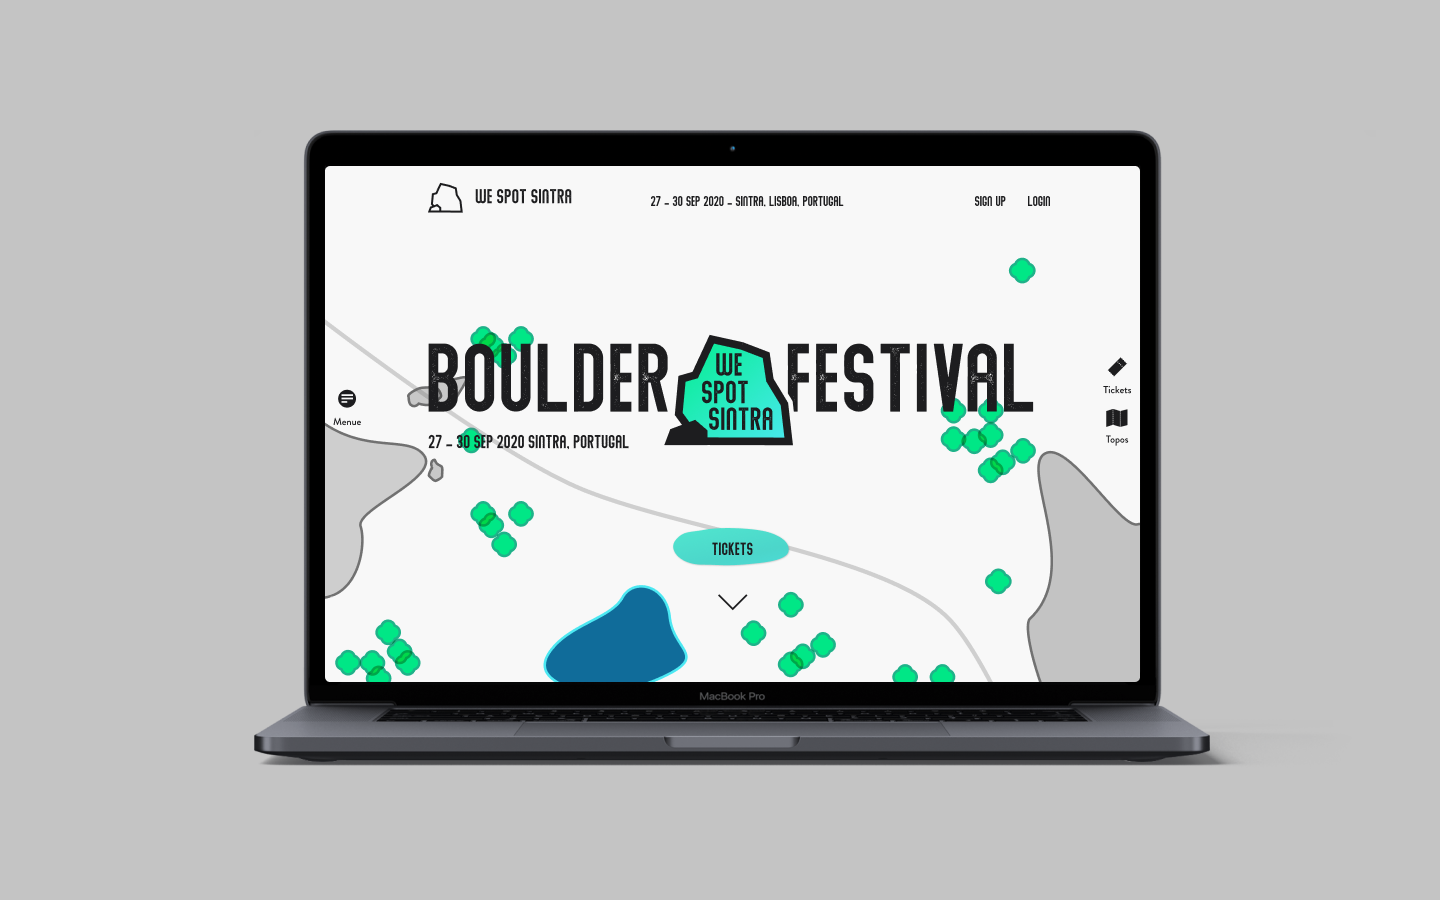 WE SPOT SINTRA
27 – 30 SEP 2020 – SINTRA, LISBOA, PORTUGAL
SIGN UP
LOGIN
BOULDER
WE
SPOT
SINTRA
FESTIVAL
27 – 30 SEP 2020 SINTRA, PORTUGAL
Menue
Tickets
Topos
TICKETS
MacBook Pro